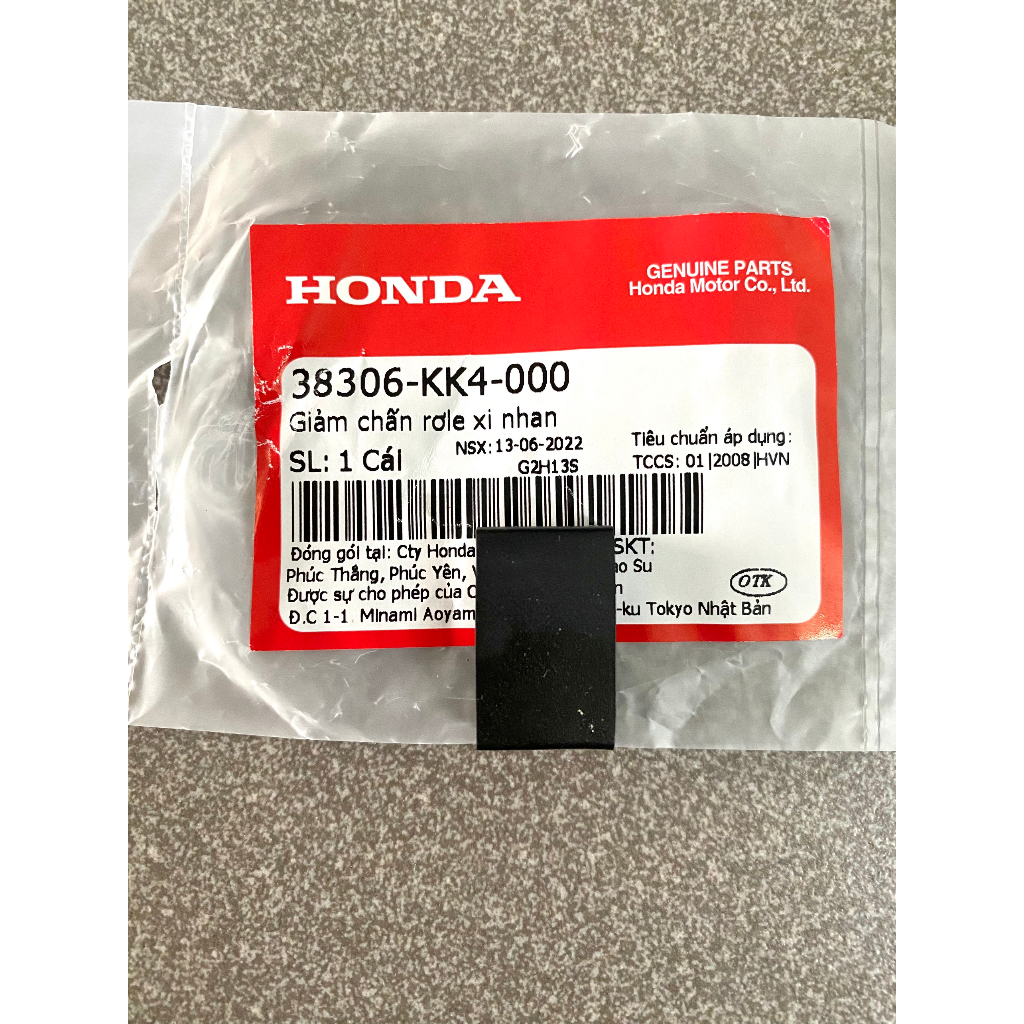 HONDA
GENUINE PARTS
Honda Motor Co., Ltd.
38306-KK4-000
Giảm chấn rơle xi nhan
NSX: 13-06-2022
Tiêu chuẩn áp dụng:
SL: 1 Cái
G2H13S
TCCS: 01|2008|HVN
Đóng gói tại: Cty Honda SKT:
Phúc Thắng, Phúc Yên, Su
Được sự cho phép của
OTK
Đ.C 1-1 Minami -ku Tokyo Nhật Bản